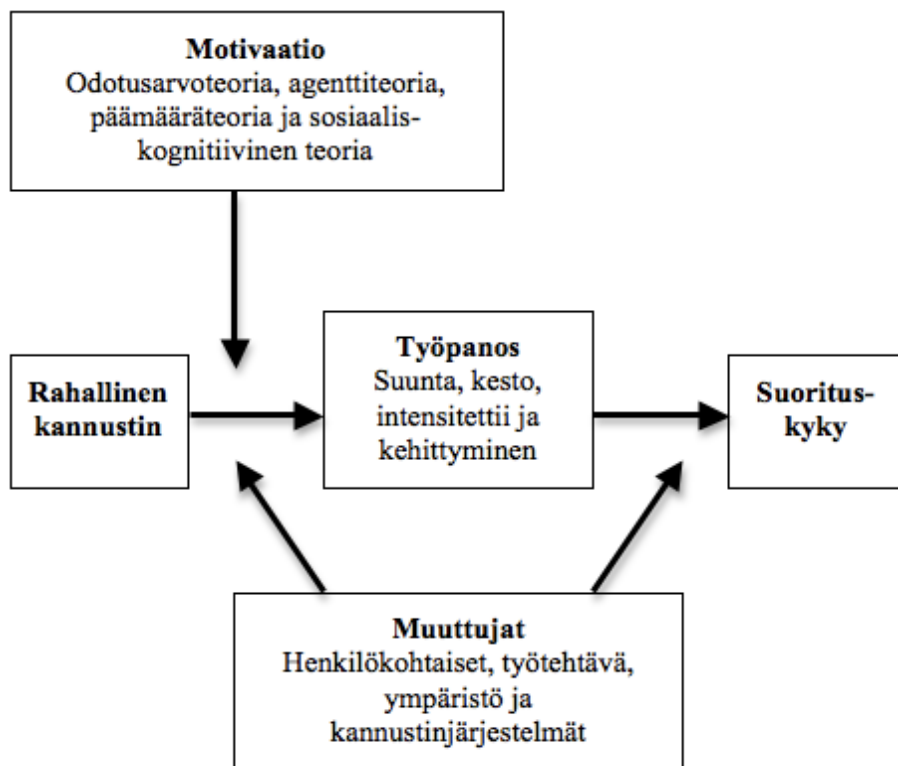 Motivaatio
Odotusarvoteoria, agenttiteoria,
päämääräteoria ja sosiaalis-
kognitiivinen teoria
Rahallinen
kannustin
Työpanos
Suunta, kesto,
intensitettii ja
kehittyminen
Suoritus-
kyky
Muuttujat
Henkilökohtaiset, työtehtävä,
ympäristö ja
kannustinjärjestelmät